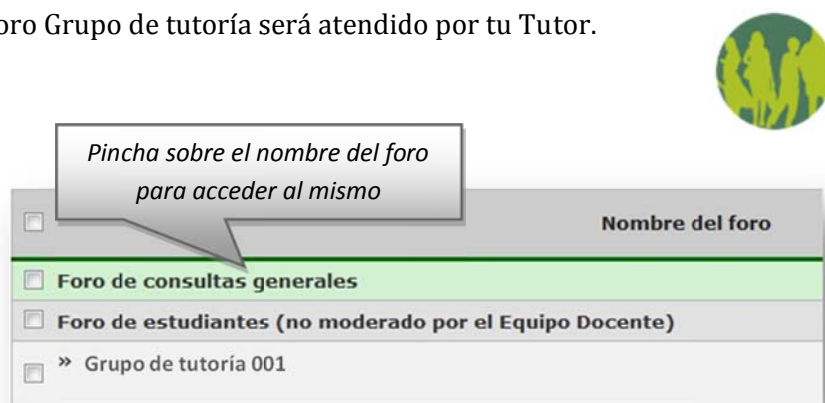 oro Grupo de tutoría será atendido por tu Tutor.
Pincha sobre el nombre del foro
para acceder al mismo
Nombre del foro
Foro de consultas generales
Foro de estudiantes (no moderado por el Equipo Docente)
» Grupo de tutoría 001